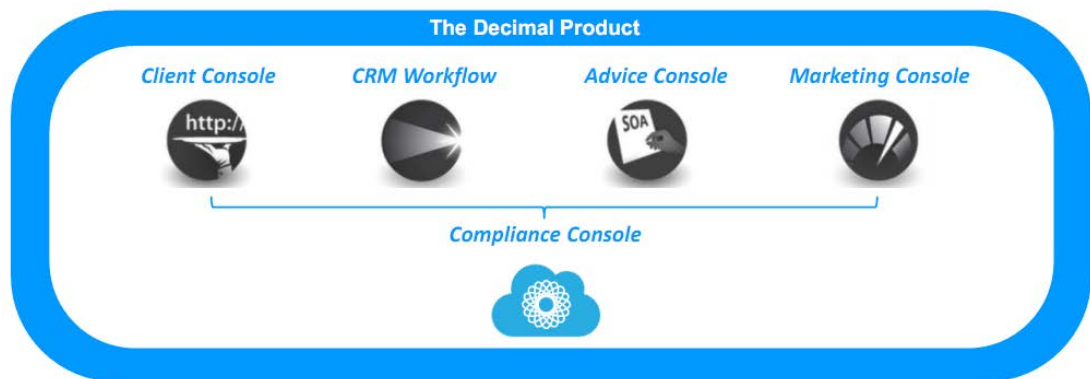 The Decimal Product
Client Console CRM Workflow Advice Console Marketing Console
http:/
SOA
Compliance Console